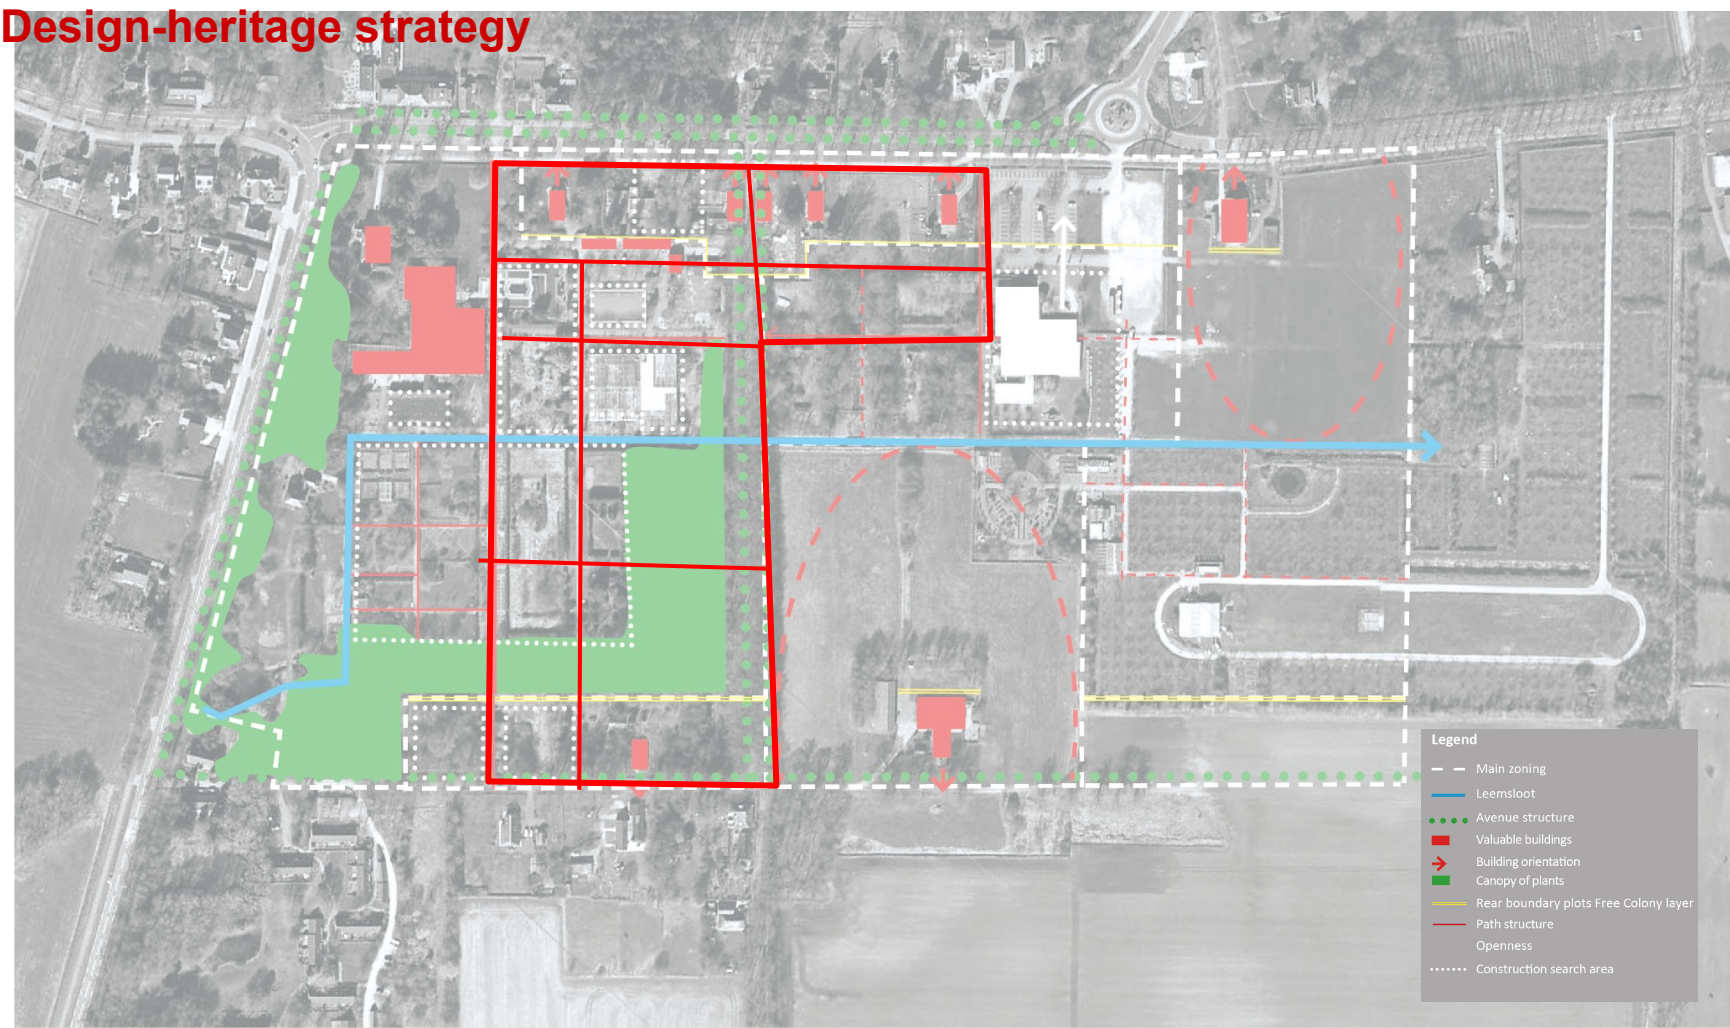 Design-heritage strategy
Legend
Main zoning
Leemsloot
Avenue structure
Valuable buildings
Building orientation
Canopy of plants
Rear boundary plots Free Colony layer
Path structure
Openness
Construction search area